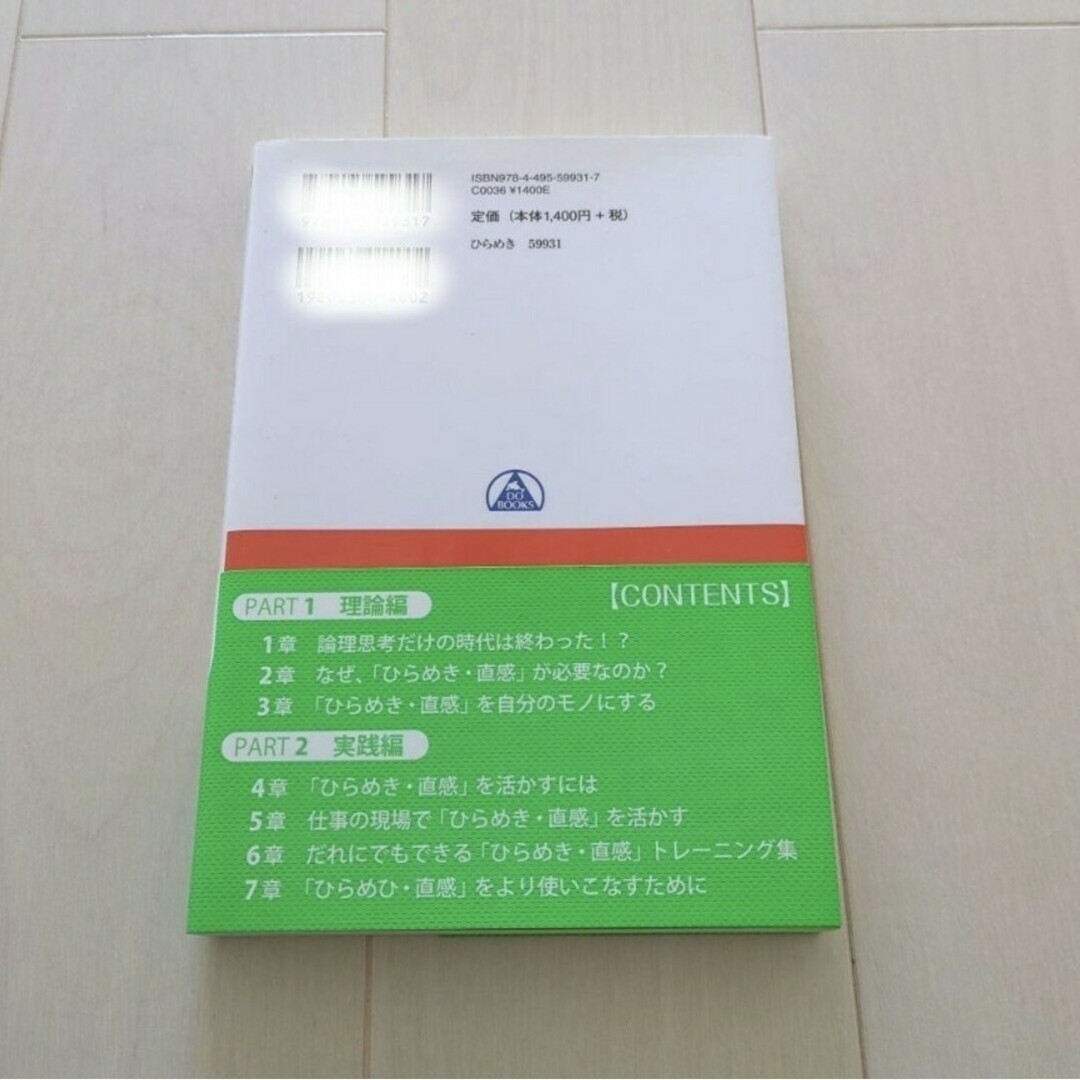 ISBN978-4-495-59931-7
C0036 ¥1400E
定価（本体1,400円＋税）
ひらめき 59931
DO
BOOKS
【CONTENTS】
PART 1 理論編
1章 論理思考だけの時代は終わった！？
2章 なぜ、「ひらめき・直感」が必要なのか？
3章 「ひらめき・直感」を自分のモノにする
PART 2 実践編
4章 「ひらめき・直感」を活かすには
5章 仕事の現場で「ひらめき・直感」を活かす
6章 だれにでもできる「ひらめき・直感」トレーニング集
7章 「ひらめひ・直感」をより使いこなすために